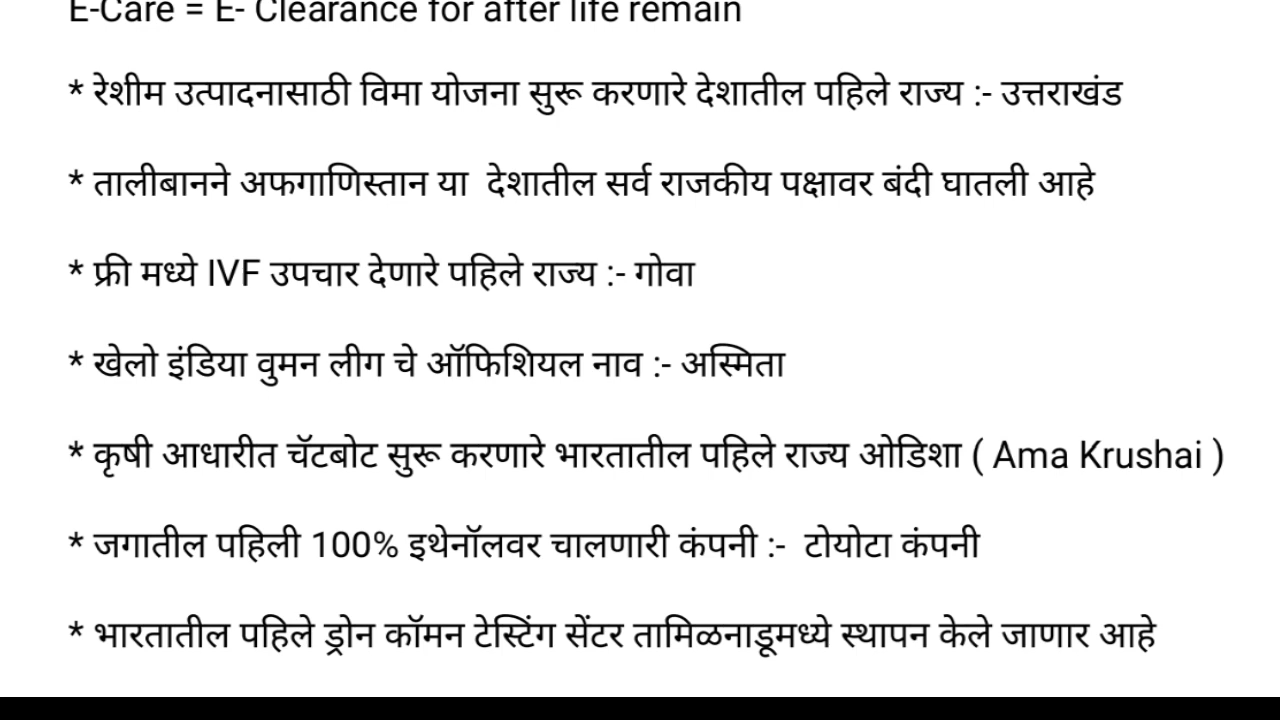 E-Care = E- Clearance for after life remain
* रेशीम उत्पादनासाठी विमा योजना सुरू करणारे देशातील पहिले राज्य :- उत्तराखंड
* तालीबानने अफगाणिस्तान या देशातील सर्व राजकीय पक्षावर बंदी घातली आहे
* फ्री मध्ये IVF उपचार देणारे पहिले राज्य :- गोवा
* खेलो इंडिया वुमन लीग चे ऑफिशियल नाव :- अस्मिता
* कृषी आधारीत चॅटबोट सुरू करणारे भारतातील पहिले राज्य ओडिशा ( Ama Krushai )
* जगातील पहिली 100% इथेनॉलवर चालणारी कंपनी :- टोयोटा कंपनी
* भारतातील पहिले ड्रोन कॉमन टेस्टिंग सेंटर तामिळनाडूमध्ये स्थापन केले जाणार आहे